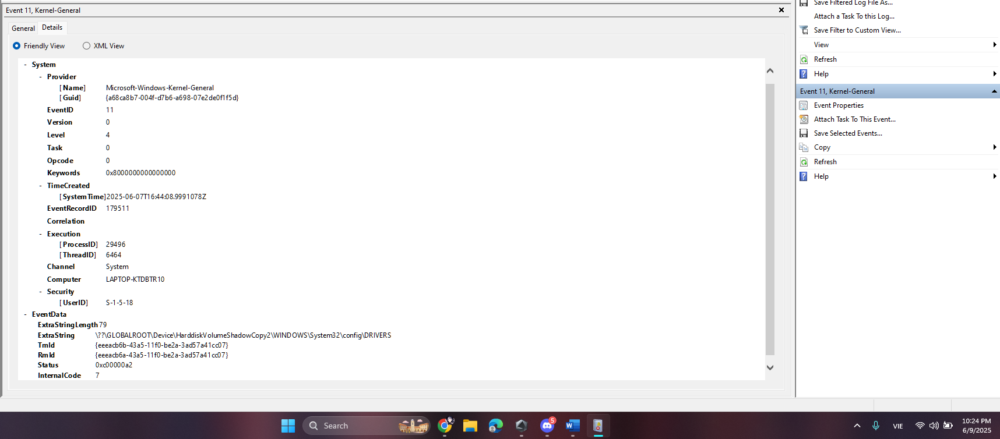 Event 11, Kernel-General
General Details
Friendly View XML View
- System
- Provider
[ Name] Microsoft-Windows-Kernel-General
[ Guid] {a68ca8b7-004f-d7b6-a698-07e2de0f1f5d}
EventID 11
Version 0
Level 4
Task 0
Opcode 0
Keywords 0x8000000000000000
- TimeCreated
[ SystemTime] 2025-06-07T16:44:08.9991078Z
EventRecordID 179511
Correlation
- Execution
[ ProcessID] 29496
[ ThreadID] 6464
Channel System
Computer LAPTOP-KTDBTR10
- Security
[ UserID] S-1-5-18
- EventData
ExtraStringLength 79
ExtraString \??\GLOBALROOT\Device\HarddiskVolumeShadowCopy2\WINDOWS\System32\config\DRIVERS
TmId {eeeacb6b-43a5-11f0-be2a-3ad57a41cc07}
RmId {eeeacb6a-43a5-11f0-be2a-3ad57a41cc07}
Status 0xc00000a2
InternalCode 7
Save Filtered Log File As...
Attach a Task To this Log...
Save Filter to Custom View...
View
Refresh
Help
Event 11, Kernel-General
Event Properties
Attach Task To This Event...
Save Selected Events...
Copy
Refresh
Help
Search
5
VIE
10:24 PM
6/9/2025